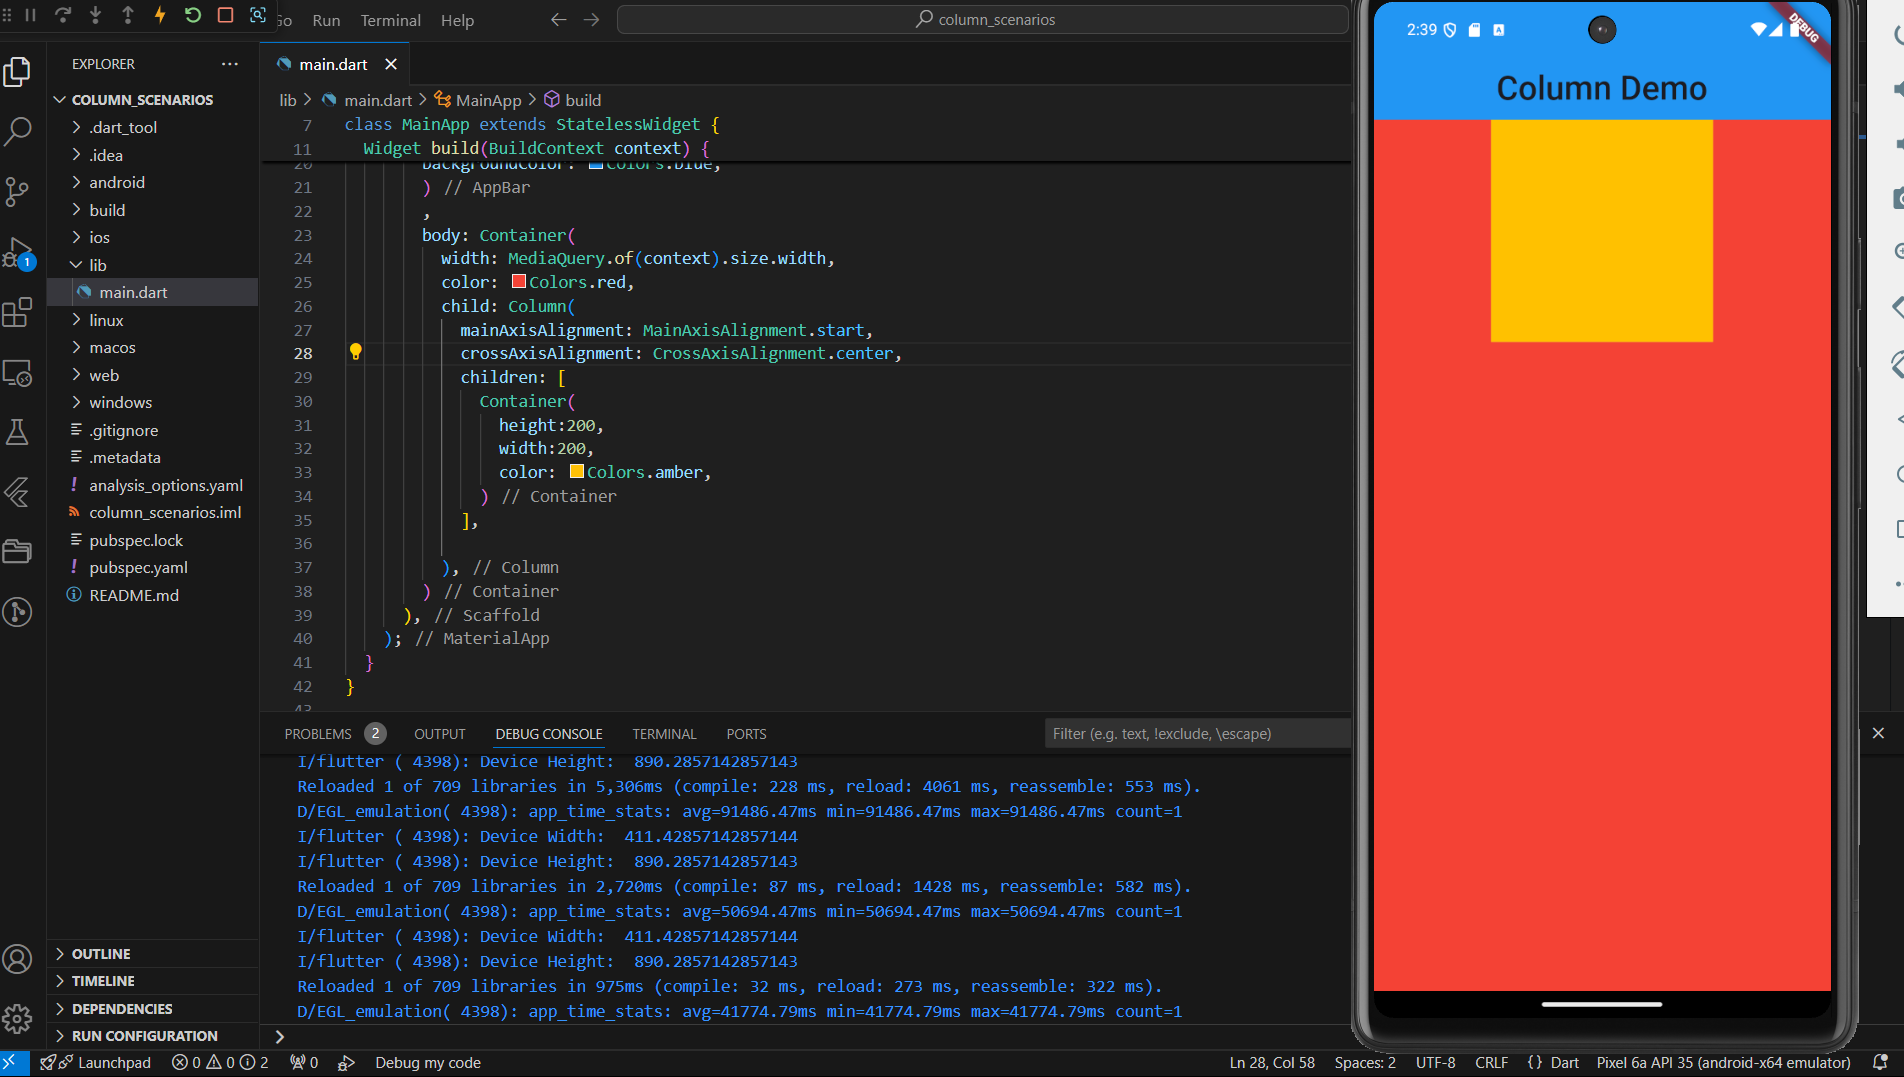 Go Run Terminal Help
column_scenarios
EXPLORER
COLUMN_SCENARIOS
.dart_tool
.idea
android
build
ios
lib
main.dart
linux
macos
web
windows
.gitignore
.metadata
! analysis_options.yaml
column_scenarios.iml
pubspec.lock
! pubspec.yaml
README.md
OUTLINE
TIMELINE
DEPENDENCIES
RUN CONFIGURATION
1
main.dart
lib > main.dart > MainApp > build
7 class MainApp extends StatelessWidget {
11 Widget build(BuildContext context) {
20 backgroundColor: Colors.blue,
21 ) // AppBar
22 ,
23 body: Container(
24 width: MediaQuery.of(context).size.width,
25 color: Colors.red,
26 child: Column(
27 mainAxisAlignment: MainAxisAlignment.start,
28 crossAxisAlignment: CrossAxisAlignment.center,
29 children: [
30 Container(
31 height:200,
32 width:200,
33 color: Colors.amber,
34 ) // Container
35 ],
36
37 ), // Column
38 ) // Container
39 ), // Scaffold
40 ); // MaterialApp
41 }
42 }
43
PROBLEMS 2 OUTPUT DEBUG CONSOLE TERMINAL PORTS
Filter (e.g. text, !exclude, \escape)
I/flutter ( 4398): Device Height:  890.2857142857143
Reloaded 1 of 709 libraries in 5,306ms (compile: 228 ms, reload: 4061 ms, reassemble: 553 ms).
D/EGL_emulation( 4398): app_time_stats: avg=91486.47ms min=91486.47ms max=91486.47ms count=1
I/flutter ( 4398): Device Width:  411.42857142857144
I/flutter ( 4398): Device Height:  890.2857142857143
Reloaded 1 of 709 libraries in 2,720ms (compile: 87 ms, reload: 1428 ms, reassemble: 582 ms).
D/EGL_emulation( 4398): app_time_stats: avg=50694.47ms min=50694.47ms max=50694.47ms count=1
I/flutter ( 4398): Device Width:  411.42857142857144
I/flutter ( 4398): Device Height:  890.2857142857143
Reloaded 1 of 709 libraries in 975ms (compile: 32 ms, reload: 273 ms, reassemble: 322 ms).
D/EGL_emulation( 4398): app_time_stats: avg=41774.79ms min=41774.79ms max=41774.79ms count=1
Launchpad 0 0 2 0 Debug my code
Ln 28, Col 58 Spaces: 2 UTF-8 CRLF {} Dart Pixel 6a API 35 (android-x64 emulator)
2:39 A
DEBUG
Column Demo